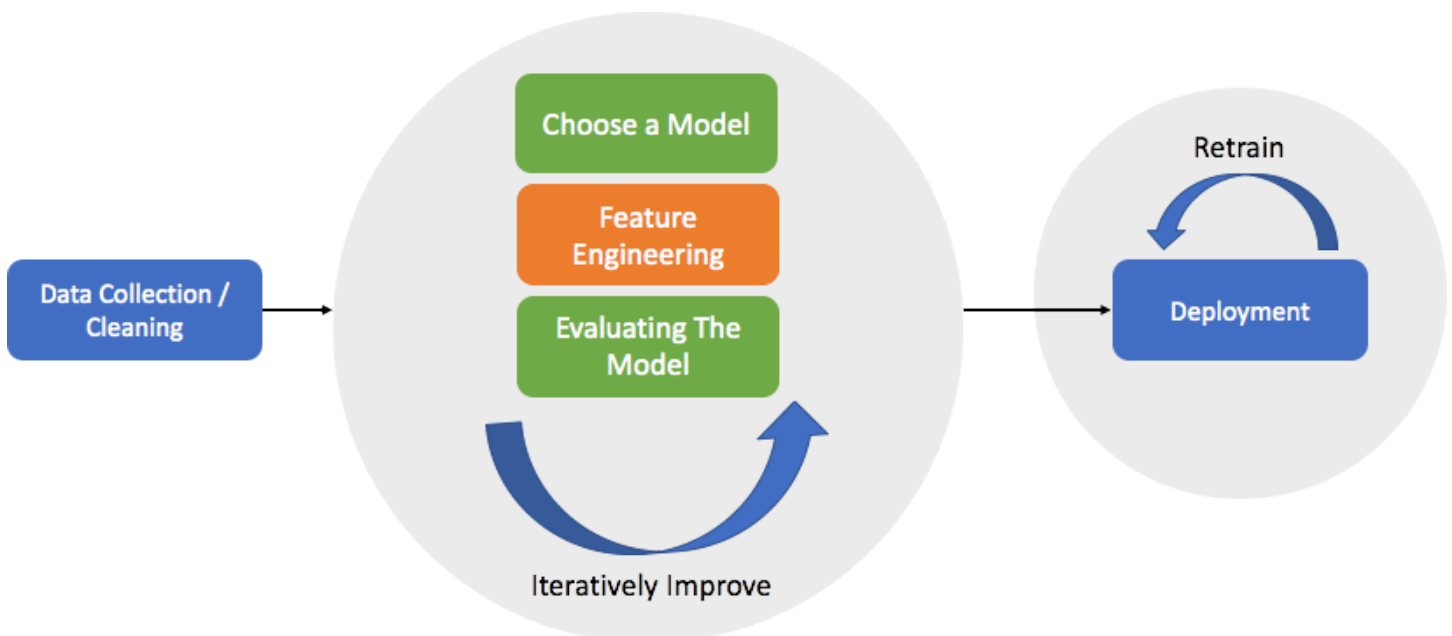 Data Collection /
Cleaning
Choose a Model
Feature
Engineering
Evaluating The
Model
Iteratively Improve
Retrain
Deployment